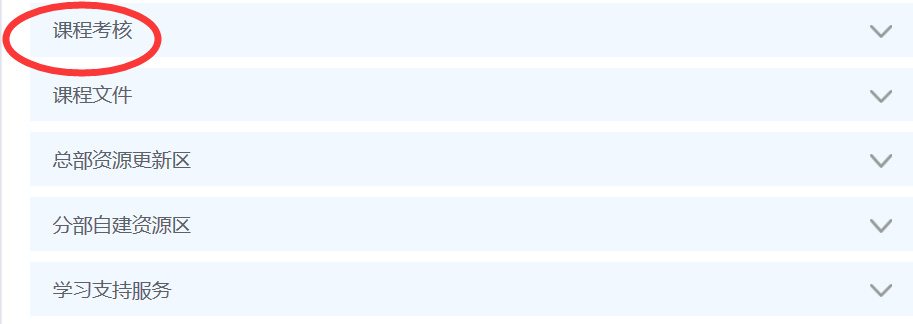 课程考核
课程文件
总部资源更新区
分部自建资源区
学习支持服务